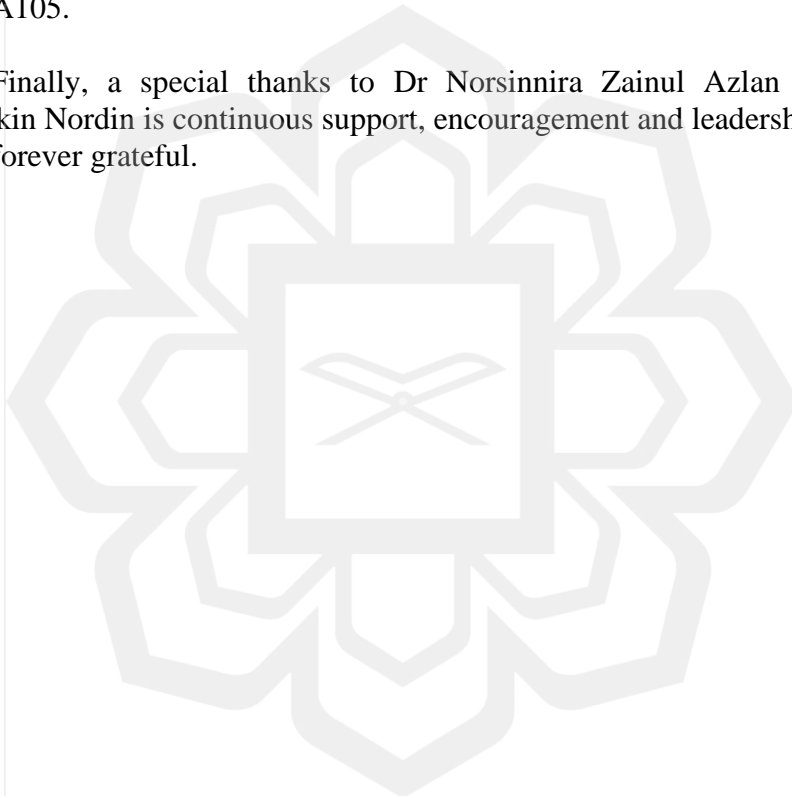 A105.
Finally, a special thanks to Dr Norsinnira Zainul Azlan
kin Nordin is continuous support, encouragement and leadersh
forever grateful.